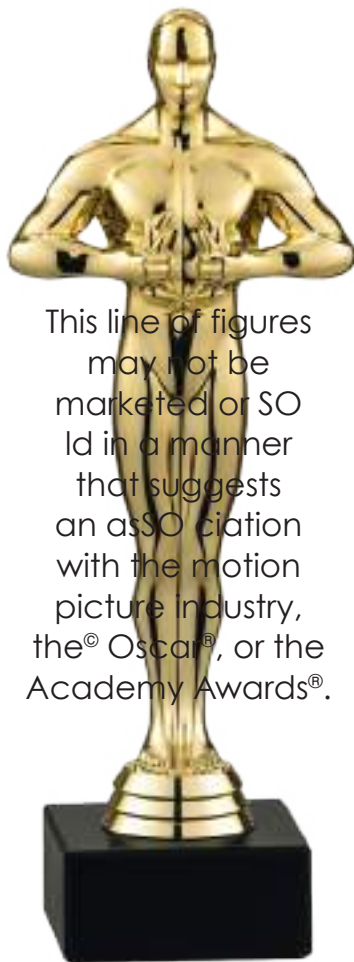 This line of figures
may not be
marketed or SO
ld in a manner
that suggests
an asSO ciation
with the motion
picture industry,
the© Oscar®, or the
Academy Awards®.